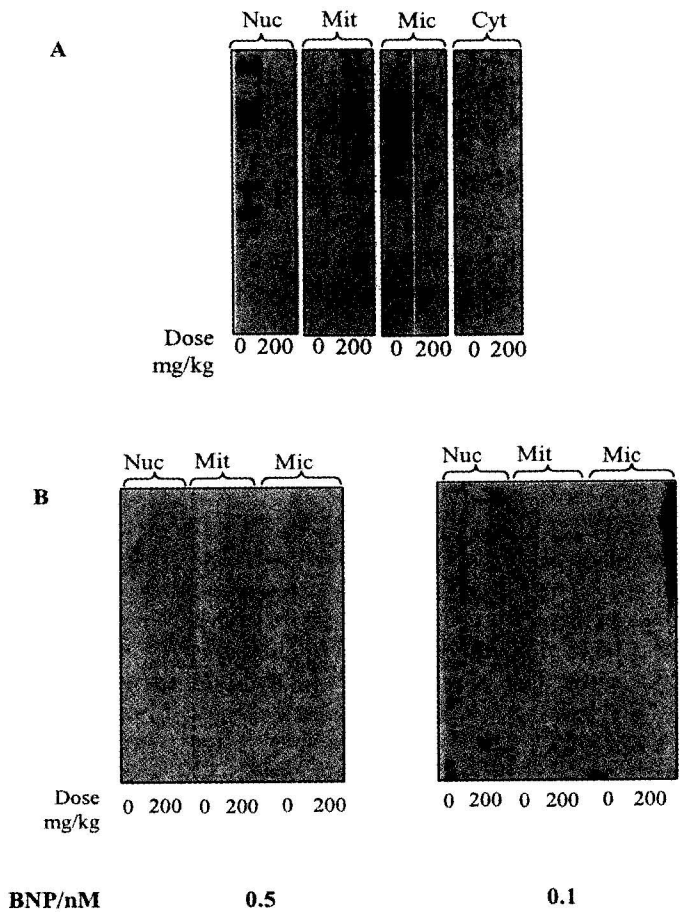 Nuc Mit Mic Cyt
A
Dose 0 200 0 200 0 200 0 200
mg/kg
Nuc Mit Mic Nuc Mit Mic
B
Dose 0 200 0 200 0 200 0 200 0 200 0 200
mg/kg
BNP/nM 0.5 0.1